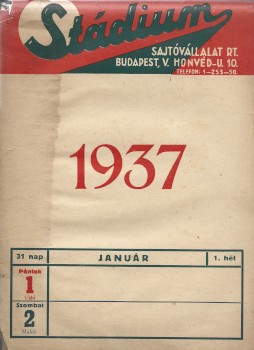 Stádium
SAJTÓVÁLLALAT RT.
BUDAPEST, V. HONVÉD-U. 10.
TELEFON: 1-255-50.
1937
31 nap
JANUÁR
1. hét
Péntek
1
Szombat
2